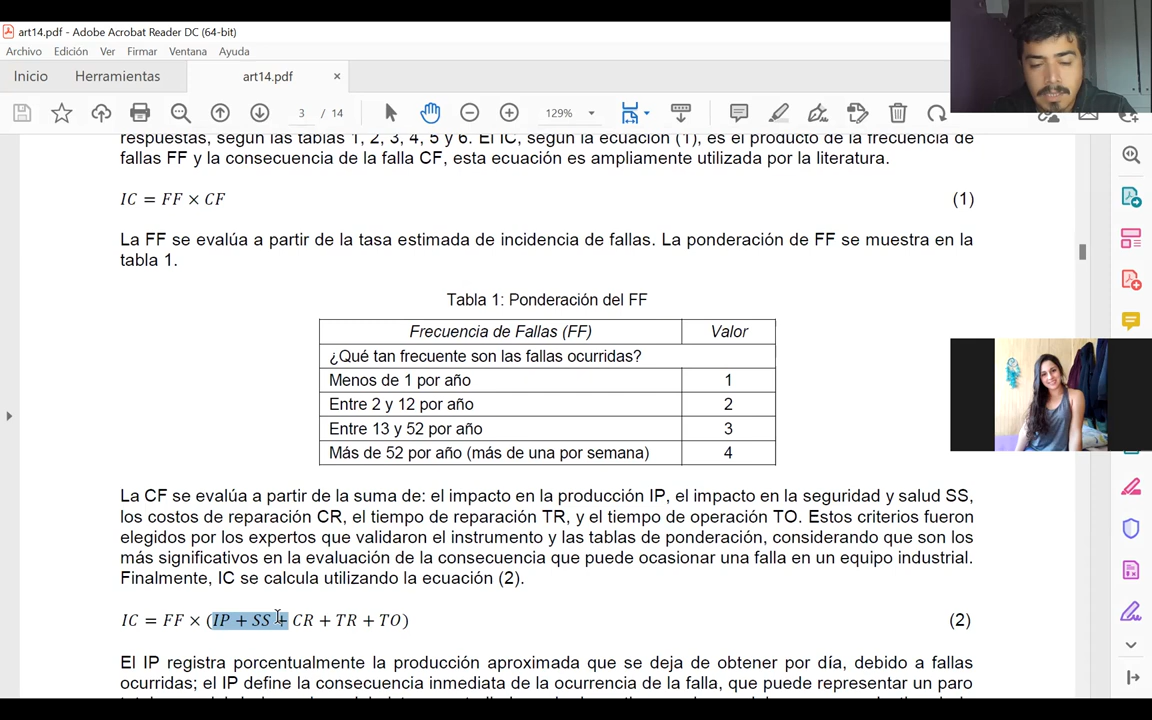 art14.pdf - Adobe Acrobat Reader DC (64-bit)
Archivo Edición Ver Firmar Ventana Ayuda
Inicio Herramientas art14.pdf ×
3 / 14 129%
respuestas, según las tablas 1, 2, 3, 4, 5 y 6. El IC, según la ecuación (1), es el producto de la frecuencia de
fallas FF y la consecuencia de la falla CF, esta ecuación es ampliamente utilizada por la literatura.
IC = FF × CF (1)
La FF se evalúa a partir de la tasa estimada de incidencia de fallas. La ponderación de FF se muestra en la
tabla 1.
Tabla 1: Ponderación del FF
Frecuencia de Fallas (FF) Valor
¿Qué tan frecuente son las fallas ocurridas?
Menos de 1 por año 1
Entre 2 y 12 por año 2
Entre 13 y 52 por año 3
Más de 52 por año (más de una por semana) 4
La CF se evalúa a partir de la suma de: el impacto en la producción IP, el impacto en la seguridad y salud SS,
los costos de reparación CR, el tiempo de reparación TR, y el tiempo de operación TO. Estos criterios fueron
elegidos por los expertos que validaron el instrumento y las tablas de ponderación, considerando que son los
más significativos en la evaluación de la consecuencia que puede ocasionar una falla en un equipo industrial.
Finalmente, IC se calcula utilizando la ecuación (2).
IC = FF × (IP + SS + CR + TR + TO) (2)
El IP registra porcentualmente la producción aproximada que se deja de obtener por día, debido a fallas
ocurridas; el IP define la consecuencia inmediata de la ocurrencia de la falla, que puede representar un paro